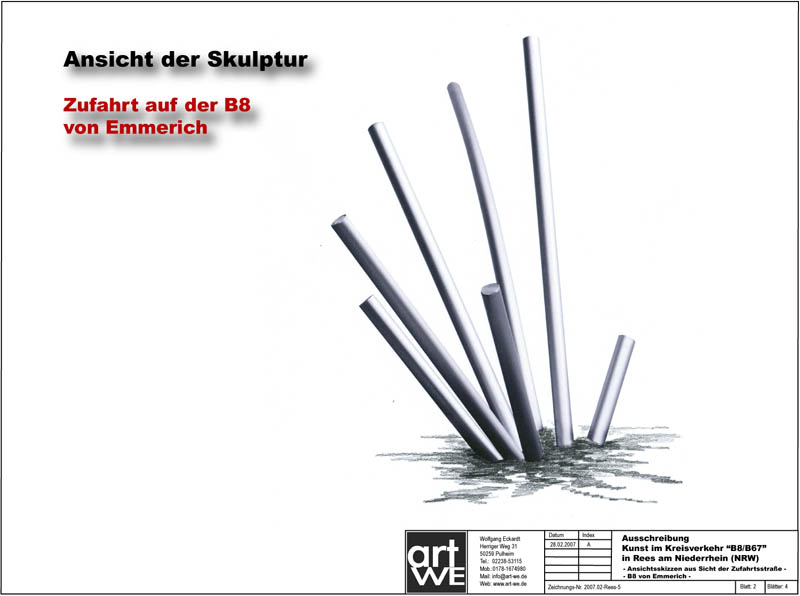 Ansicht der Skulptur
Zufahrt auf der B8
von Emmerich
art
WE
Wolfgang Eckardt
Herriger Weg 31
50259 Pulheim
Tel.: 02238-53115
Mob.:0178-1674980
Mail: info@art-we.de
Web: www.art-we.de
Datum Index
28.02.2007 A
Zeichnungs-Nr. 2007.02-Rees-5
Ausschreibung
Kunst im Kreisverkehr “B8/B67”
in Rees am Niederrhein (NRW)
- Ansichtsskizzen aus Sicht der Zufahrtsstraße -
- B8 von Emmerich -
Blatt: 2 Blätter: 4